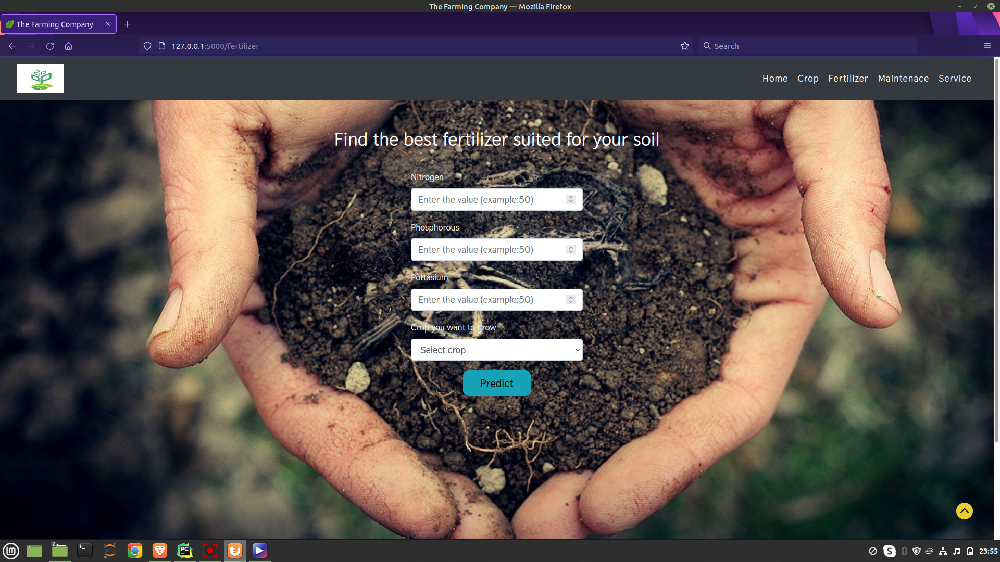 The Farming Company — Mozilla Firefox
The Farming Company
127.0.0.1:5000/fertilizer
Search
Home Crop Fertilizer Maintenace Service
Find the best fertilizer suited for your soil
Nitrogen
Enter the value (example:50)
Phosphorous
Enter the value (example:50)
Pottasium
Enter the value (example:50)
Crop you want to grow
Select crop
Predict
2
$_
jupyter
PC
S
intel
23:55